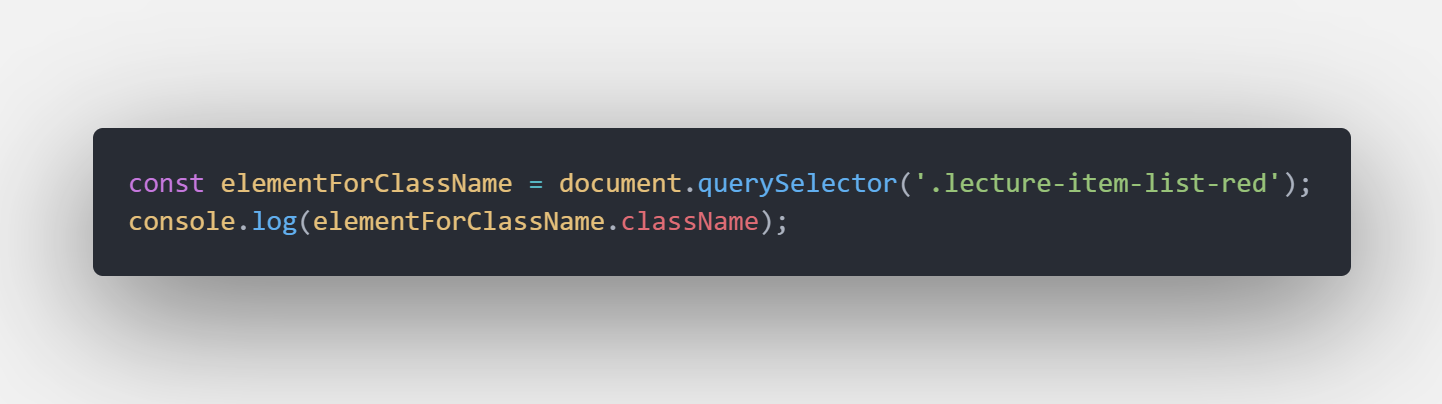 const elementForClassName = document.querySelector('.lecture-item-list-red');
console.log(elementForClassName.className);